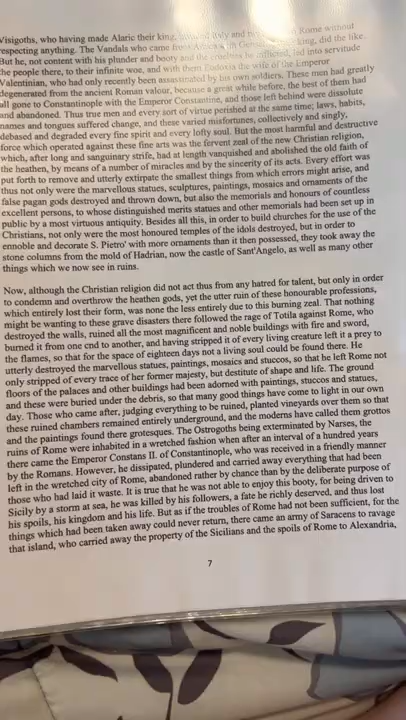 Visigoths, who having made Alaric their king, Italy and Rome without
respecting anything. The Vandals who came from Africa with their king, did the like.
But he, not content with his plunder and booty and the cruelties he inflicted, led into servitude
the people there, to their infinite woe, and with them Eudoxia the wife of the Emperor
Valentinian, who had only recently been assassinated by his own soldiers. These men had greatly
degenerated from the ancient Roman valour, because a great while before, the best of them had
all gone to Constantinople with the Emperor Constantine, and those left behind were dissolute
and abandoned. Thus true men and every sort of virtue perished at the same time; laws, habits,
names and tongues suffered change, and these varied misfortunes, collectively and singly,
debased and degraded every fine spirit and every lofty soul. But the most harmful and destructive
force which operated against these fine arts was the fervent zeal of the new Christian religion,
which, after long and sanguinary strife, had at length vanquished and abolished the old faith of
the heathen, by means of a number of miracles and by the sincerity of its acts. Every effort was
put forth to remove and utterly extirpate the smallest things from which errors might arise, and
thus not only were the marvellous statues, sculptures, paintings, mosaics and ornaments of the
false pagan gods destroyed and thrown down, but also the memorials and honours of countless
excellent persons, to whose distinguished merits statues and other memorials had been set up in
public by a most virtuous antiquity. Besides all this, in order to build churches for the use of the
Christians, not only were the most honoured temples of the idols destroyed, but in order to
ennoble and decorate S. Pietro' with more ornaments than it then possessed, they took away the
stone columns from the mold of Hadrian, now the castle of Sant'Angelo, as well as many other
things which we now see in ruins.
Now, although the Christian religion did not act thus from any hatred for talent, but only in order
to condemn and overthrow the heathen gods, yet the utter ruin of these honourable professions,
which entirely lost their form, was none the less entirely due to this burning zeal. That nothing
might be wanting to these grave disasters there followed the rage of Totila against Rome, who
destroyed the walls, ruined all the most magnificent and noble buildings with fire and sword,
burned it from one end to another, and having stripped it of every living creature left it a prey to
the flames, so that for the space of eighteen days not a living soul could be found there. He
utterly destroyed the marvellous statues, paintings, mosaics and stuccos, so that he left Rome not
only stripped of every trace of her former majesty, but destitute of shape and life. The ground
floors of the palaces and other buildings had been adorned with paintings, stuccos and statues,
and these were buried under the debris, so that many good things have come to light in our own
day. Those who came after, judging everything to be ruined, planted vineyards over them so that
these ruined chambers remained entirely underground, and the moderns have called them grottos
and the paintings found there grotesques. The Ostrogoths being exterminated by Narses, the
ruins of Rome were inhabited in a wretched fashion when after an interval of a hundred years
there came the Emperor Constans II. of Constantinople, who was received in a friendly manner
by the Romans. However, he dissipated, plundered and carried away everything that had been
left in the wretched city of Rome, abandoned rather by chance than by the deliberate purpose of
those who had laid it waste. It is true that he was not able to enjoy this booty, for being driven to
Sicily by a storm at sea, he was killed by his followers, a fate he richly deserved, and thus lost
his spoils, his kingdom and his life. But as if the troubles of Rome had not been sufficient, for the
things which had been taken away could never return, there came an army of Saracens to ravage
that island, who carried away the property of the Sicilians and the spoils of Rome to Alexandria,
7